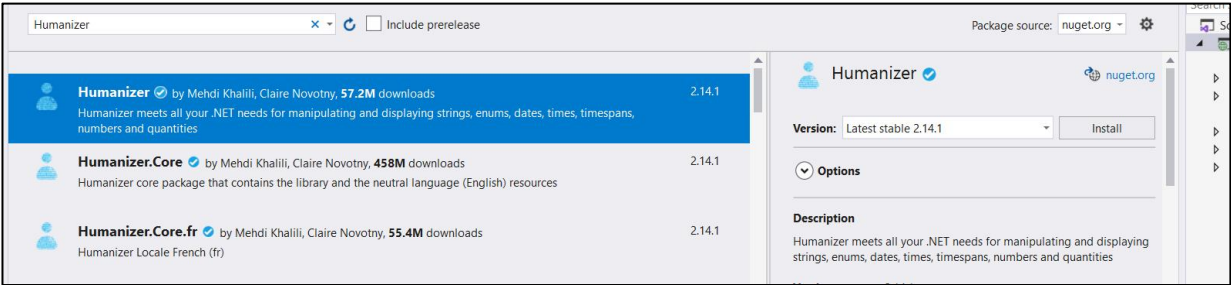 Search
Humanizer
Include prerelease
Package source: nuget.org
Humanizer by Mehdi Khalili, Claire Novotny, 57.2M downloads 2.14.1
Humanizer meets all your .NET needs for manipulating and displaying strings, enums, dates, times, timespans,
numbers and quantities
Humanizer.Core by Mehdi Khalili, Claire Novotny, 458M downloads 2.14.1
Humanizer core package that contains the library and the neutral language (English) resources
Humanizer.Core.fr by Mehdi Khalili, Claire Novotny, 55.4M downloads 2.14.1
Humanizer Locale French (fr)
Humanizer nuget.org
Version: Latest stable 2.14.1 Install
Options
Description
Humanizer meets all your .NET needs for manipulating and displaying
strings, enums, dates, times, timespans, numbers and quantities